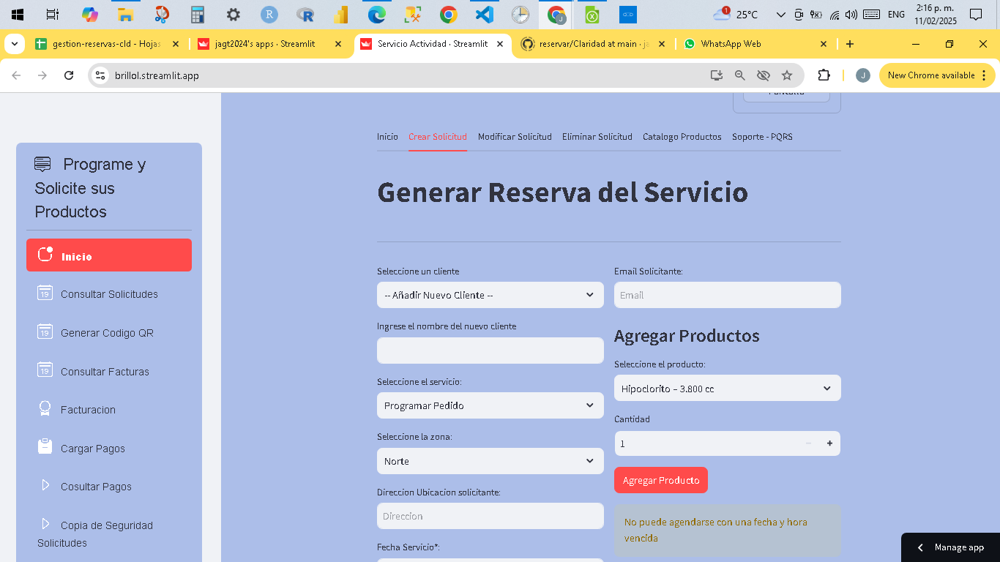 25°C
ENG
2:16 p. m.
11/02/2025
gestion-reservas-cld - Hojas
jagt2024's apps · Streamlit
Servicio Actividad · Streamlit
reservar/Claridad at main · ja
WhatsApp Web
brillol.streamlit.app
J
New Chrome available
Pantalla
Inicio
Crear Solicitud
Modificar Solicitud
Eliminar Solicitud
Catalogo Productos
Soporte - PQRS
Programe y
Solicite sus
Productos
Inicio
Consultar Solicitudes
Generar Codigo QR
Consultar Facturas
Facturacion
Cargar Pagos
Cosultar Pagos
Copia de Seguridad
Solicitudes
Generar Reserva del Servicio
Seleccione un cliente
-- Añadir Nuevo Cliente --
Ingrese el nombre del nuevo cliente
Seleccione el servicio:
Programar Pedido
Seleccione la zona:
Norte
Direccion Ubicacion solicitante:
Direccion
Fecha Servicio*:
Email Solicitante:
Email
Agregar Productos
Seleccione el producto:
Hipoclorito – 3.800 cc
Cantidad
1
Agregar Producto
No puede agendarse con una fecha y hora
vencida
Manage app